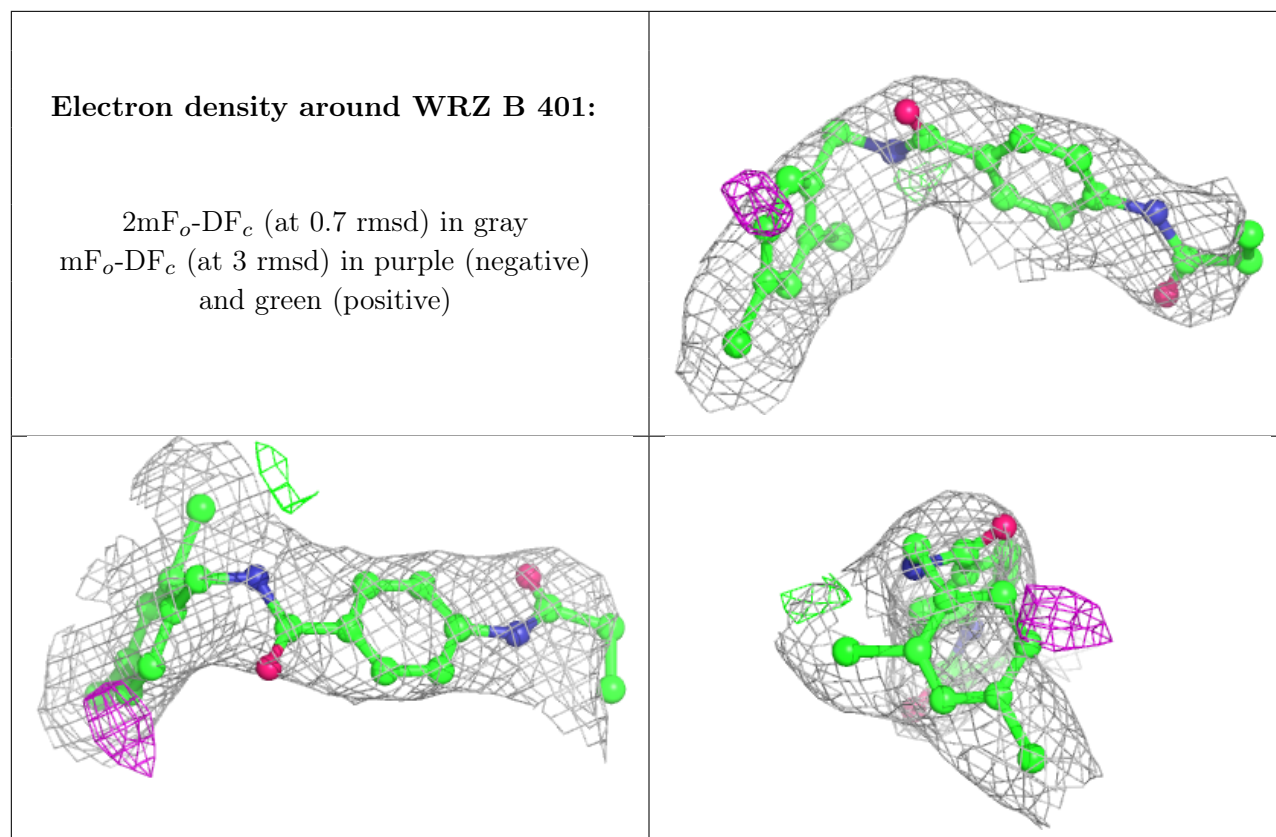 Electron density around WRZ B 401:
2mFo-DFc (at 0.7 rmsd) in gray
mFo-DFc (at 3 rmsd) in purple (negative)
and green (positive)